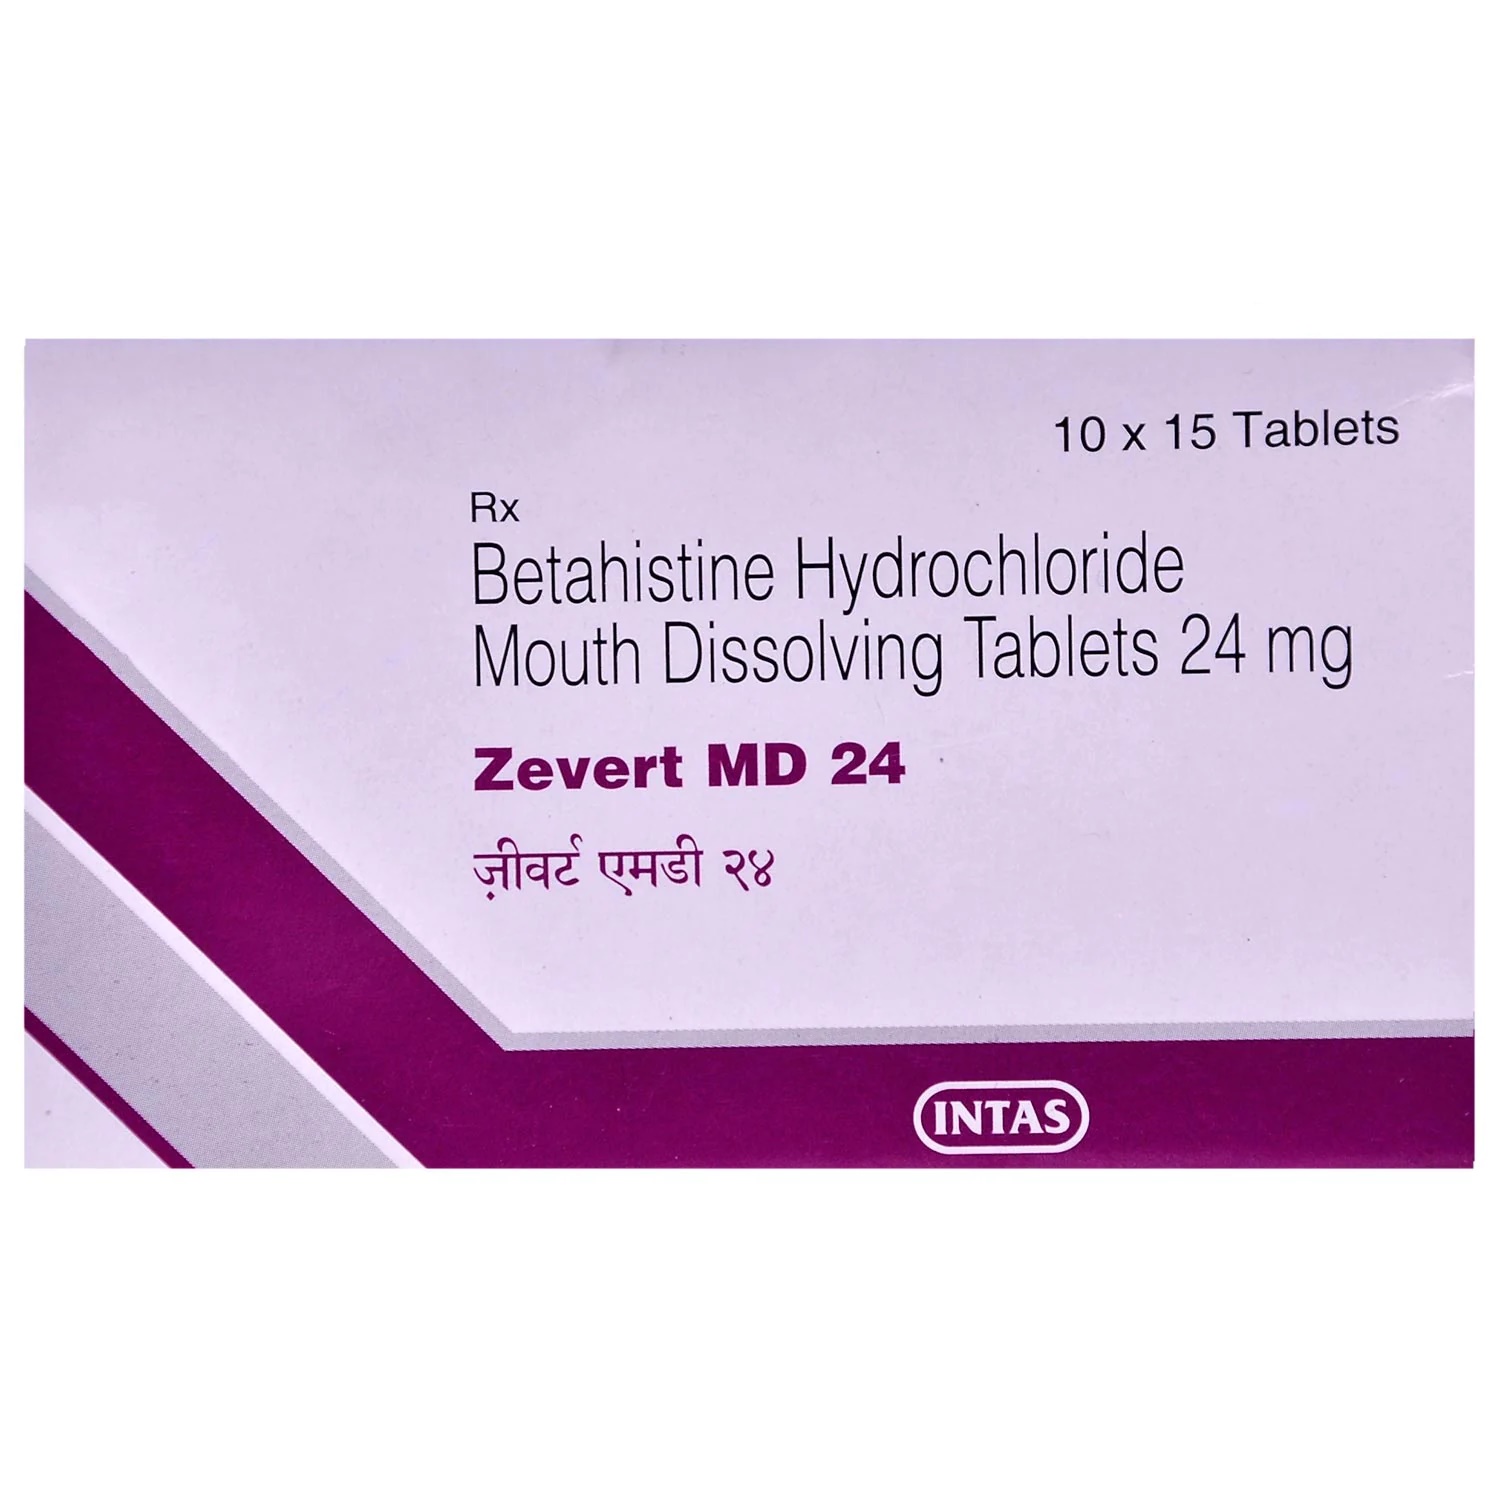 10 x 15 Tablets
Rx
Betahistine Hydrochloride
Mouth Dissolving Tablets 24 mg
Zevert MD 24
ज़ीवर्ट एमडी २४
INTAS